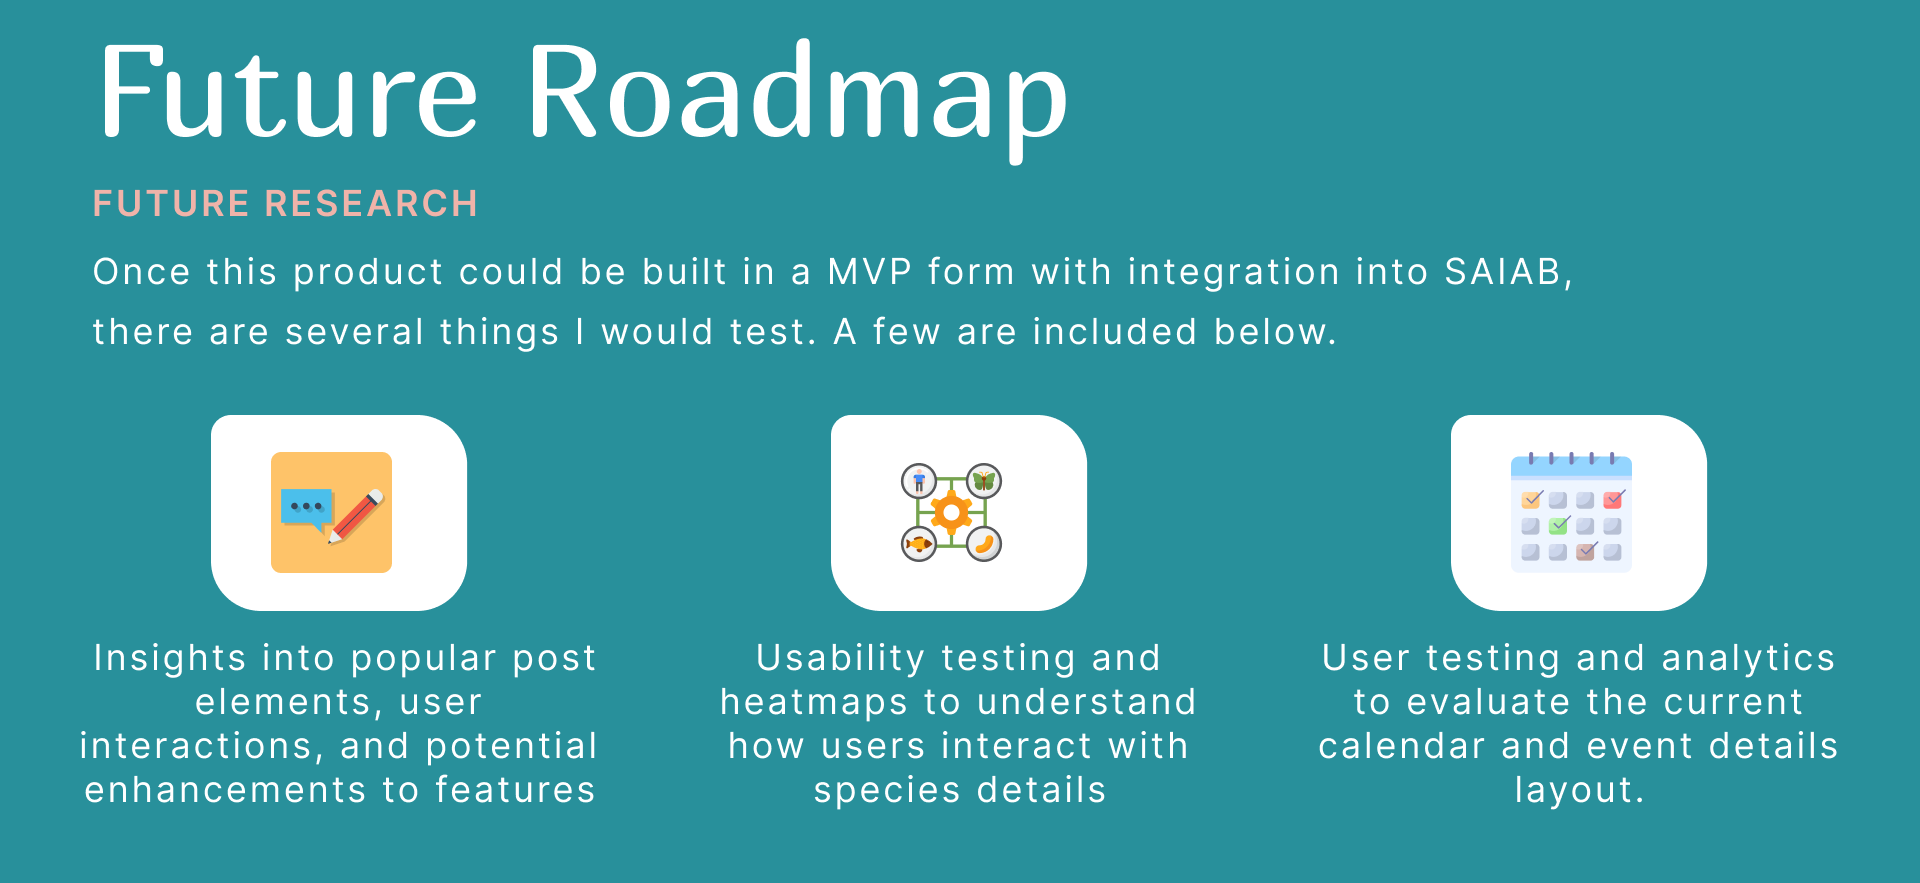 Future Roadmap
FUTURE RESEARCH
Once this product could be built in a MVP form with integration into SAIAB,
there are several things I would test. A few are included below.
Insights into popular post
elements, user
interactions, and potential
enhancements to features
Usability testing and
heatmaps to understand
how users interact with
species details
User testing and analytics
to evaluate the current
calendar and event details
layout.